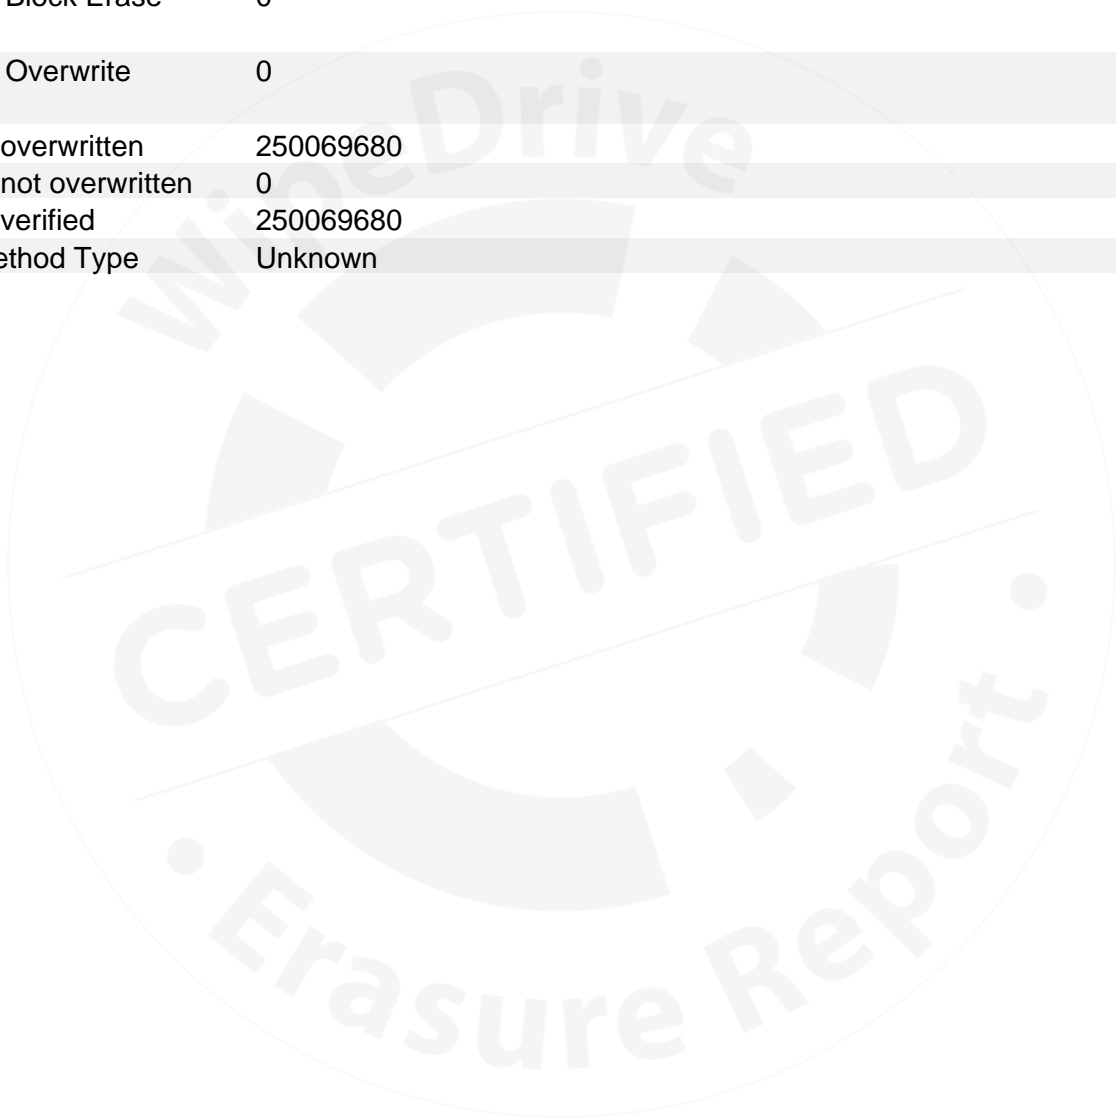 Block Erase 0
Overwrite 0
overwritten 250069680
not overwritten 0
verified 250069680
ethod Type Unknown
WipeDrive
CERTIFIED
Erasure Report